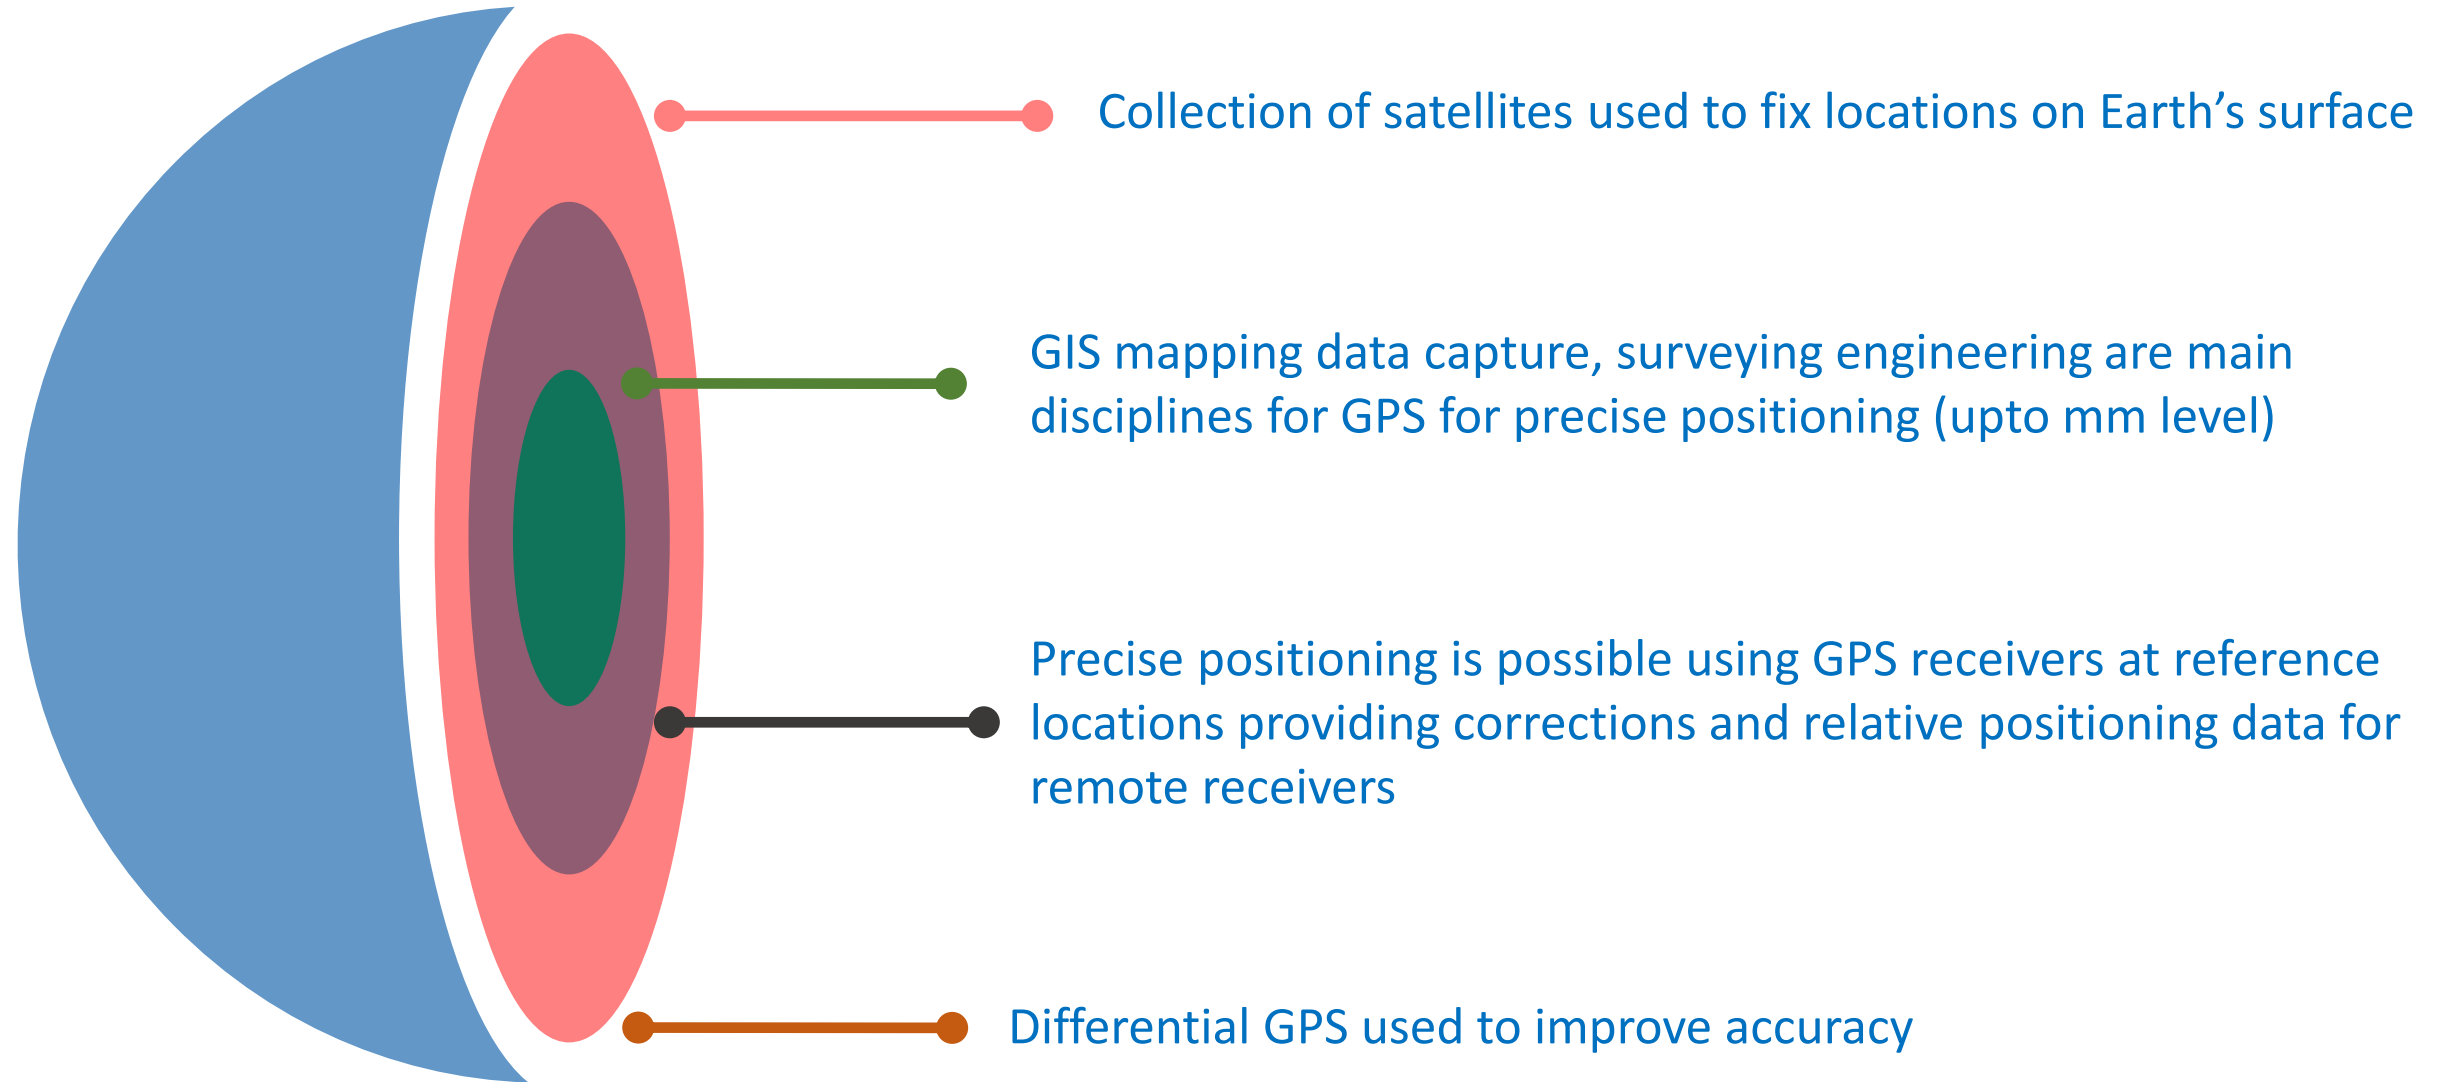 Collection of satellites used to fix locations on Earth’s surface
GIS mapping data capture, surveying engineering are main
disciplines for GPS for precise positioning (upto mm level)
Precise positioning is possible using GPS receivers at reference
locations providing corrections and relative positioning data for
remote receivers
Differential GPS used to improve accuracy